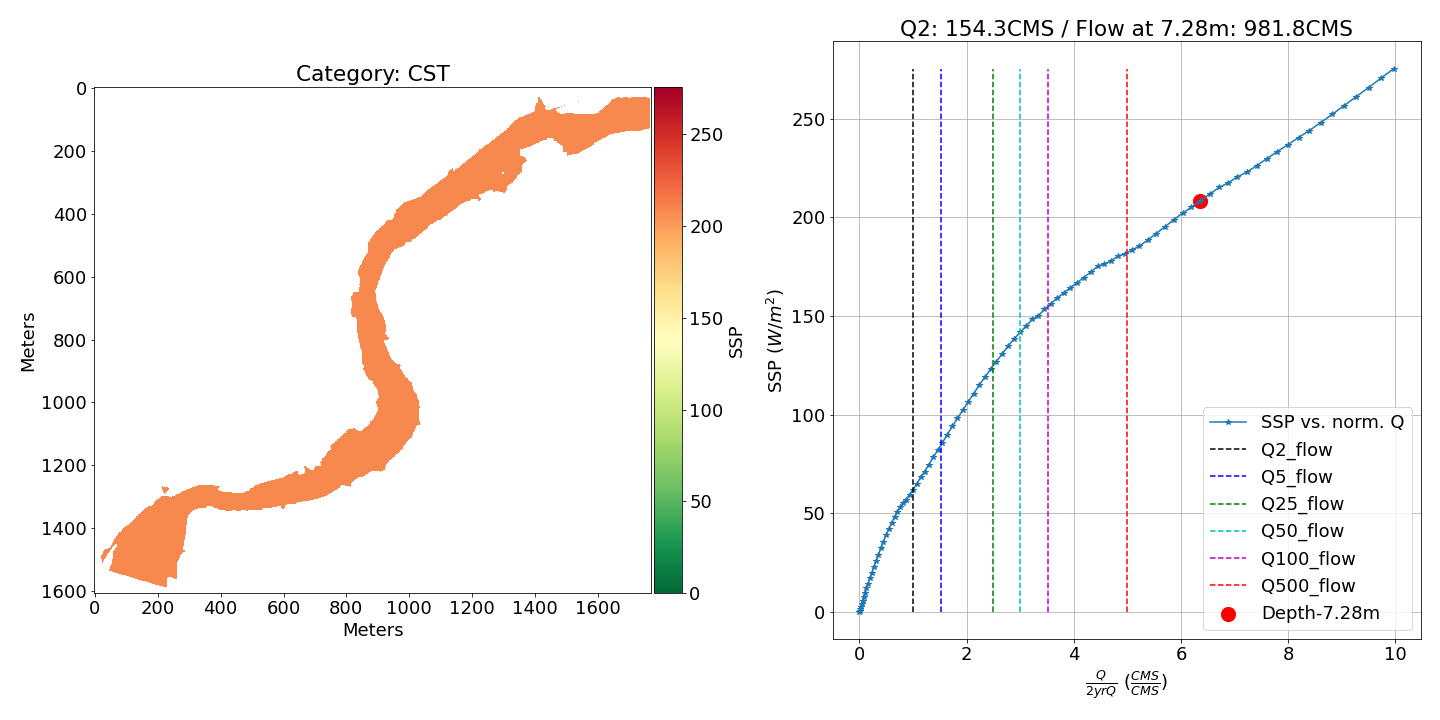 Category: CST
0
200
400
600
800
1000
1200
1400
1600
Meters
0 200 400 600 800 1000 1200 1400 1600
Meters
250
200
150
100
50
0
SSP
Q2: 154.3CMS / Flow at 7.28m: 981.8CMS
250
200
150
100
50
0
SSP (W/m²)
0 2 4 6 8 10
Q/2yrQ (CMS/CMS)
SSP vs. norm. Q
Q2_flow
Q5_flow
Q25_flow
Q50_flow
Q100_flow
Q500_flow
Depth-7.28m